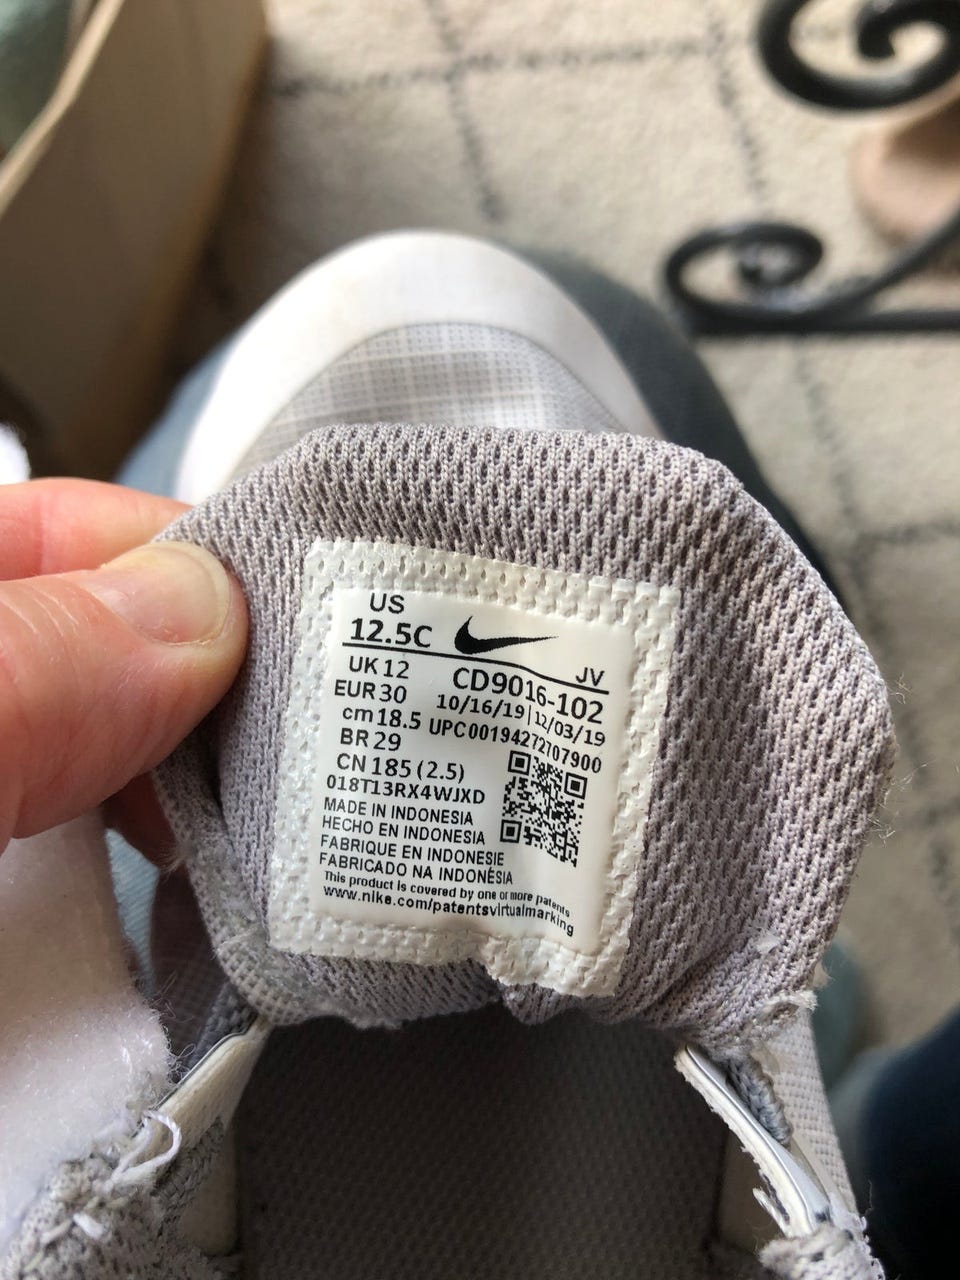 US
12.5C
JV
UK 12
CD9016-102
EUR 30
10/16/19 | 12/03/19
cm 18.5
UPC00194272707900
BR 29
CN 185 (2.5)
018T13RX4WJXD
MADE IN INDONESIA
HECHO EN INDONESIA
FABRIQUE EN INDONESIE
FABRICADO NA INDONÉSIA
This product is covered by one or more patents
www.nike.com/patentsvirtualmarking